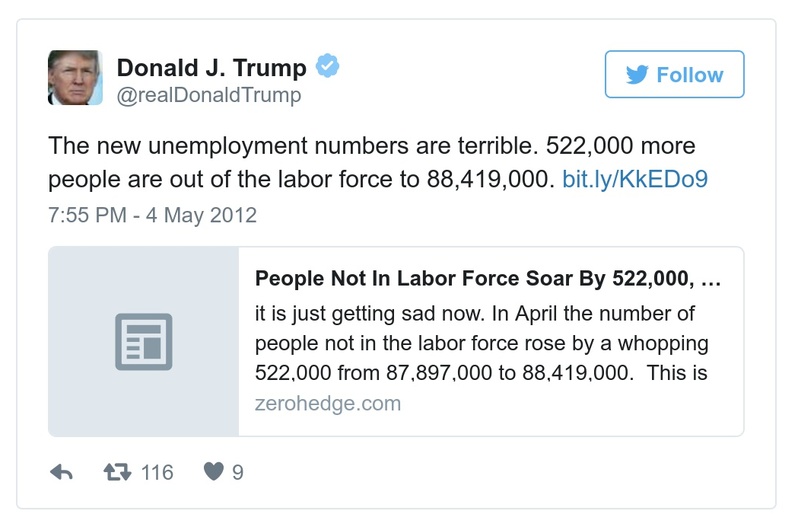 Donald J. Trump
@realDonaldTrump
Follow
The new unemployment numbers are terrible. 522,000 more
people are out of the labor force to 88,419,000. bit.ly/KkEDo9
7:55 PM - 4 May 2012
People Not In Labor Force Soar By 522,000, …
it is just getting sad now. In April the number of
people not in the labor force rose by a whopping
522,000 from 87,897,000 to 88,419,000.  This is
zerohedge.com
116
9